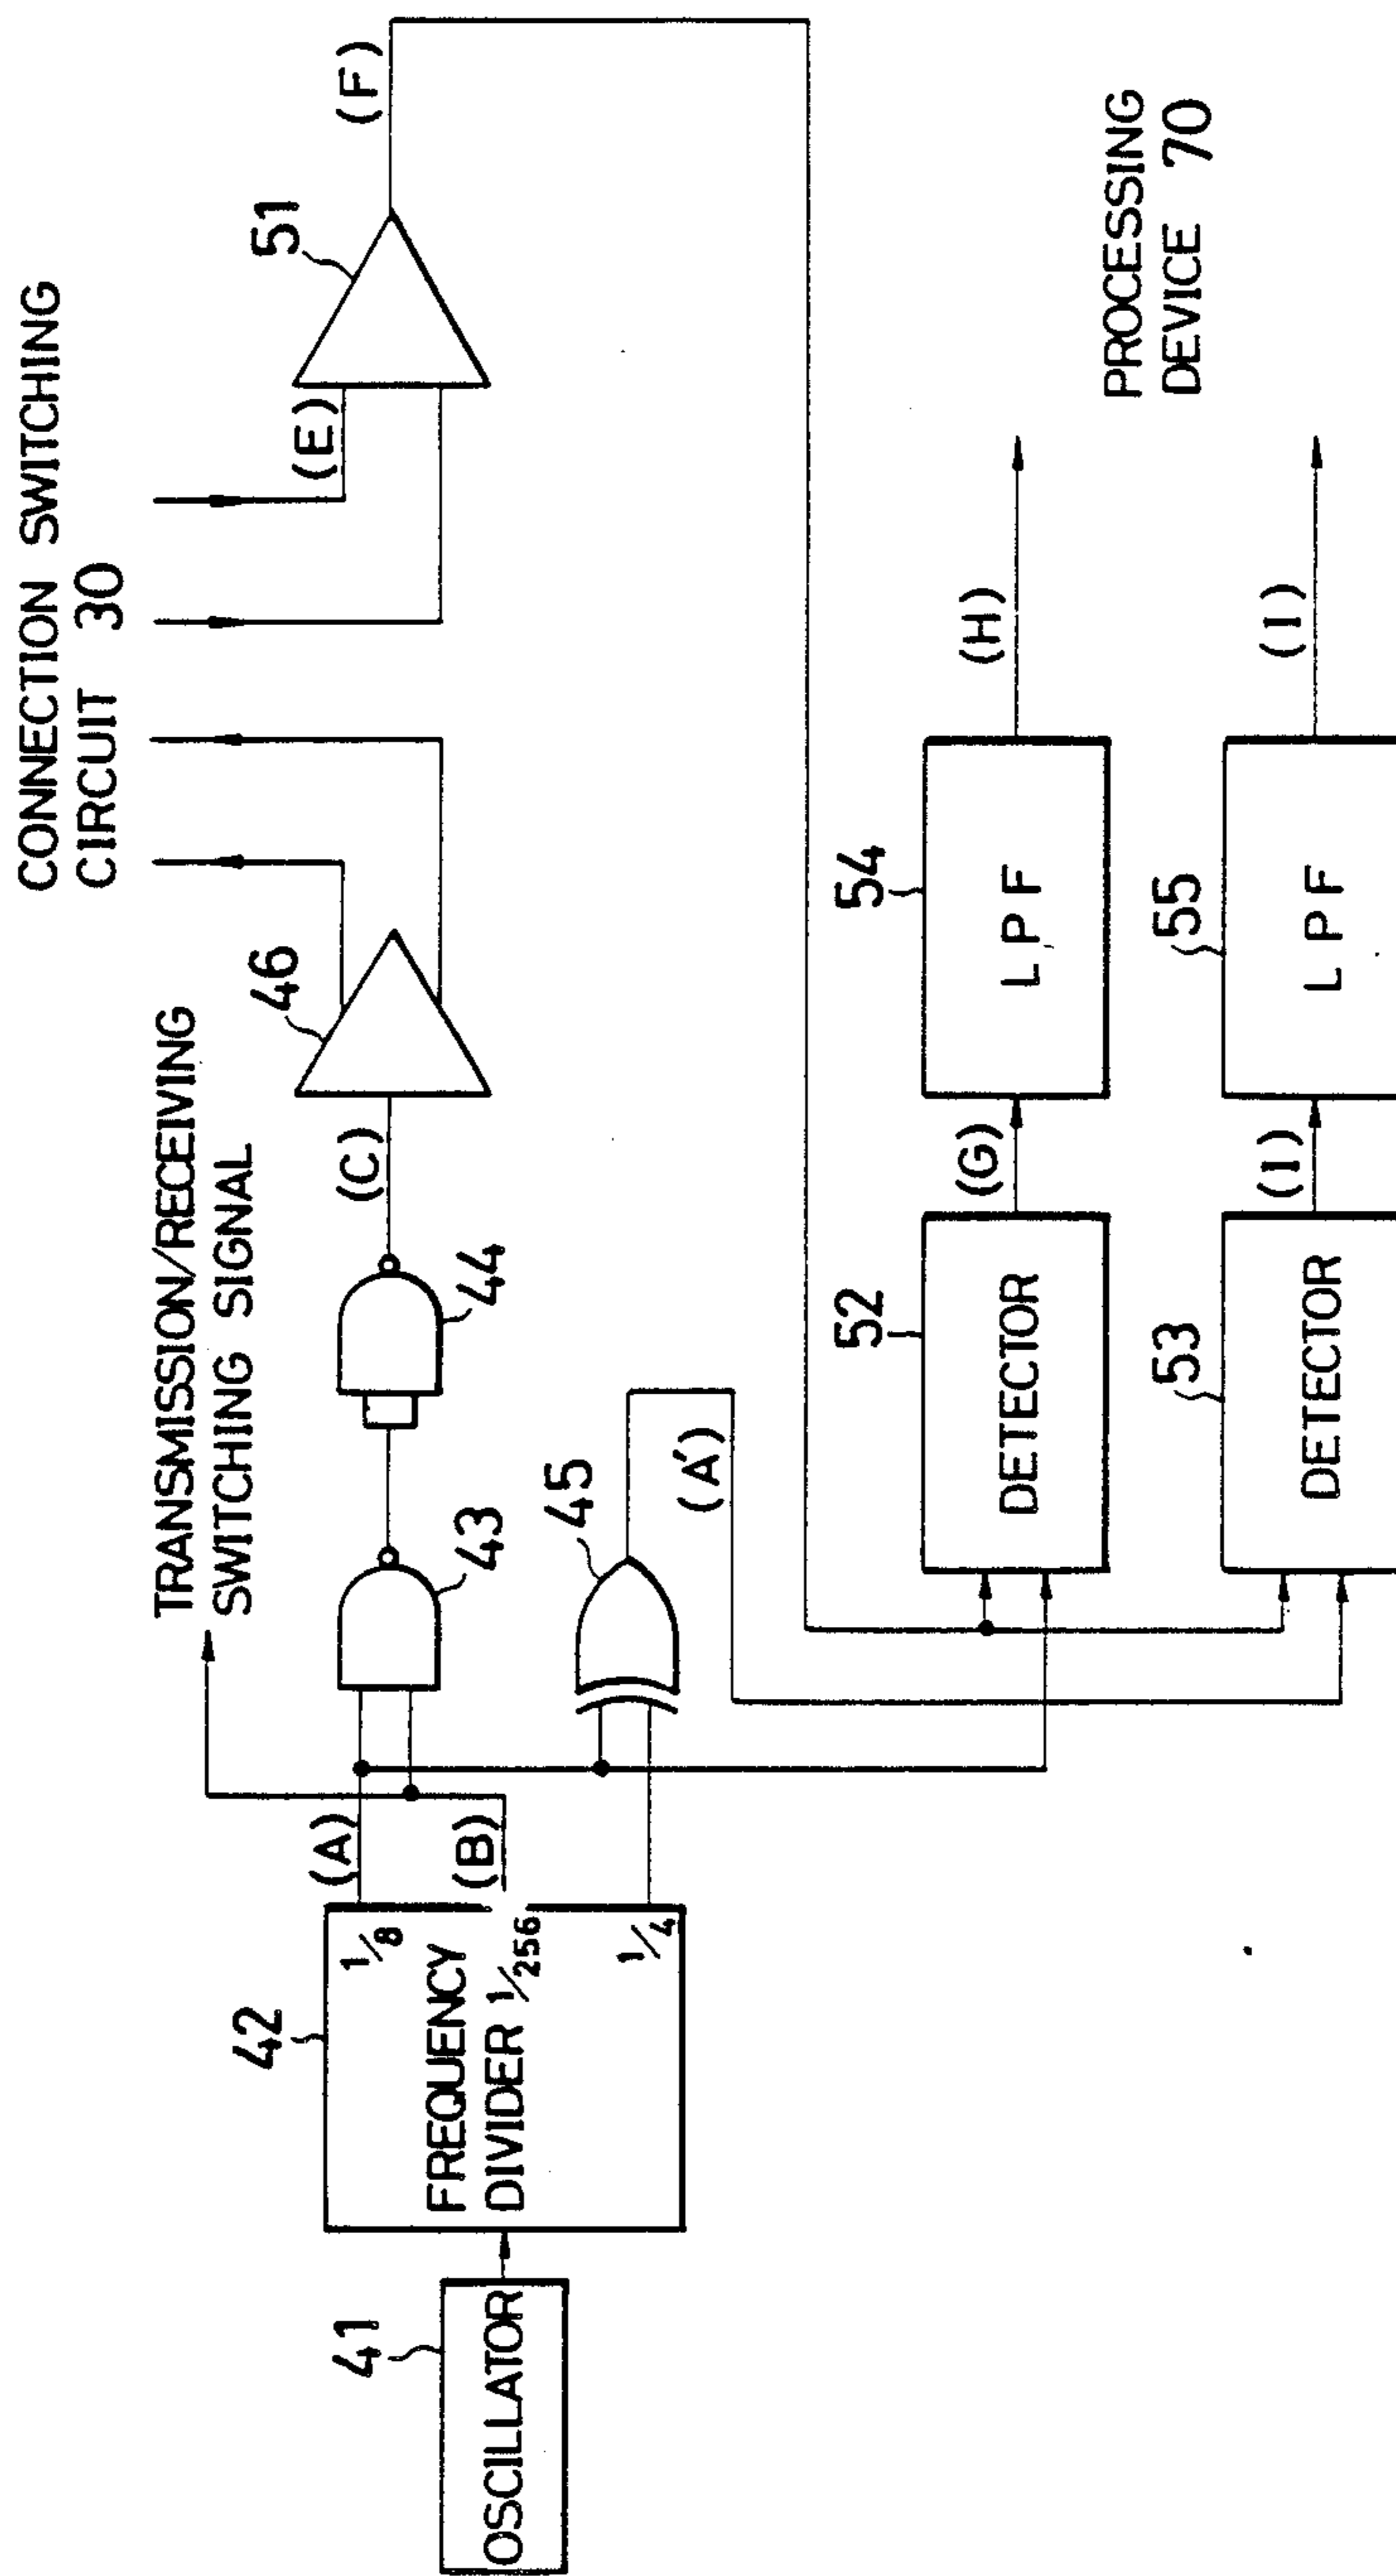 CONNECTION SWITCHING
CIRCUIT 30
TRANSMISSION/RECEIVING
SWITCHING SIGNAL
41
OSCILLATOR
42
FREQUENCY
DIVIDER
1/8
1/256
1/4
(A)
(B)
43
44
(C)
46
(E)
51
(F)
45
(A')
52
DETECTOR
(G)
54
LPF
(H)
53
DETECTOR
(I)
55
LPF
(I)
PROCESSING
DEVICE 70